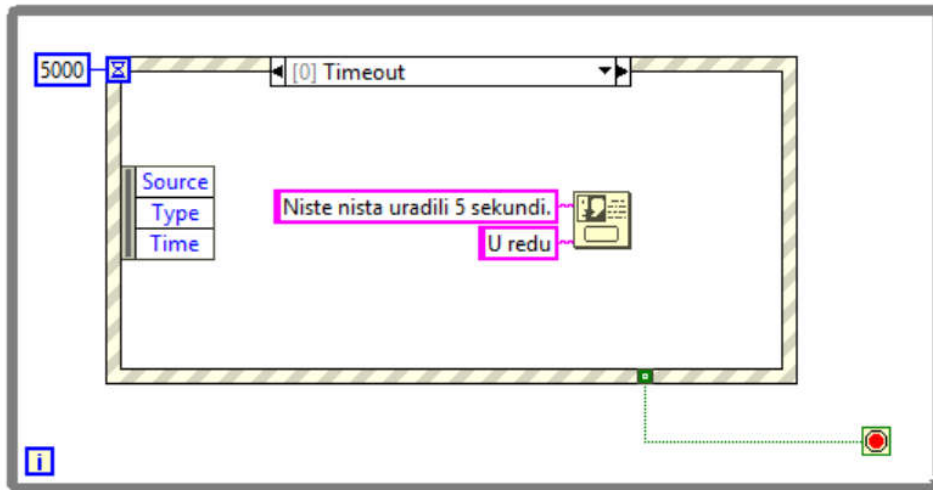 5000
[0] Timeout
Source
Type
Time
Niste nista uradili 5 sekundi.
U redu
i